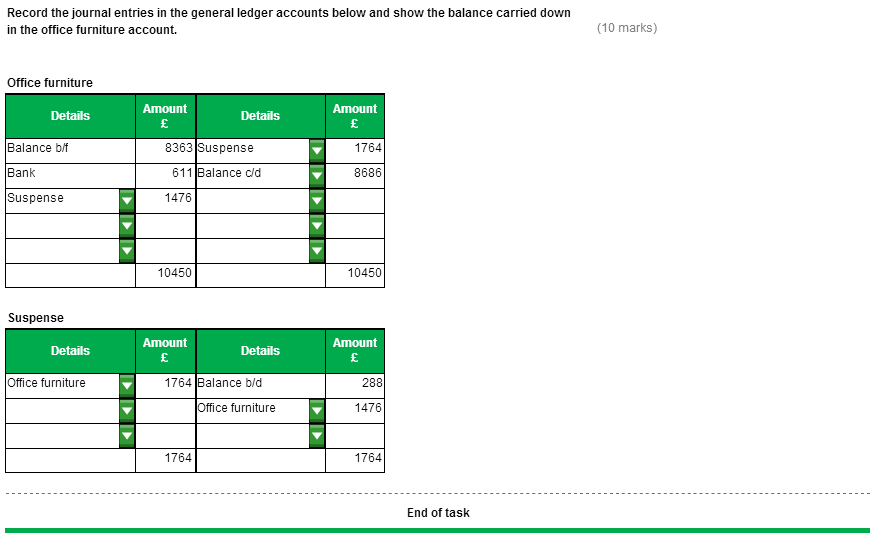 Record the journal entries in the general ledger accounts below and show the balance carried down
in the office furniture account.
(10 marks)
Office furniture
Details Amount £ Details Amount £
Balance b/f 8363 Suspense 1764
Bank 611 Balance c/d 8686
Suspense 1476
10450 10450
Suspense
Details Amount £ Details Amount £
Office furniture 1764 Balance b/d 288
Office furniture 1476
1764 1764
End of task